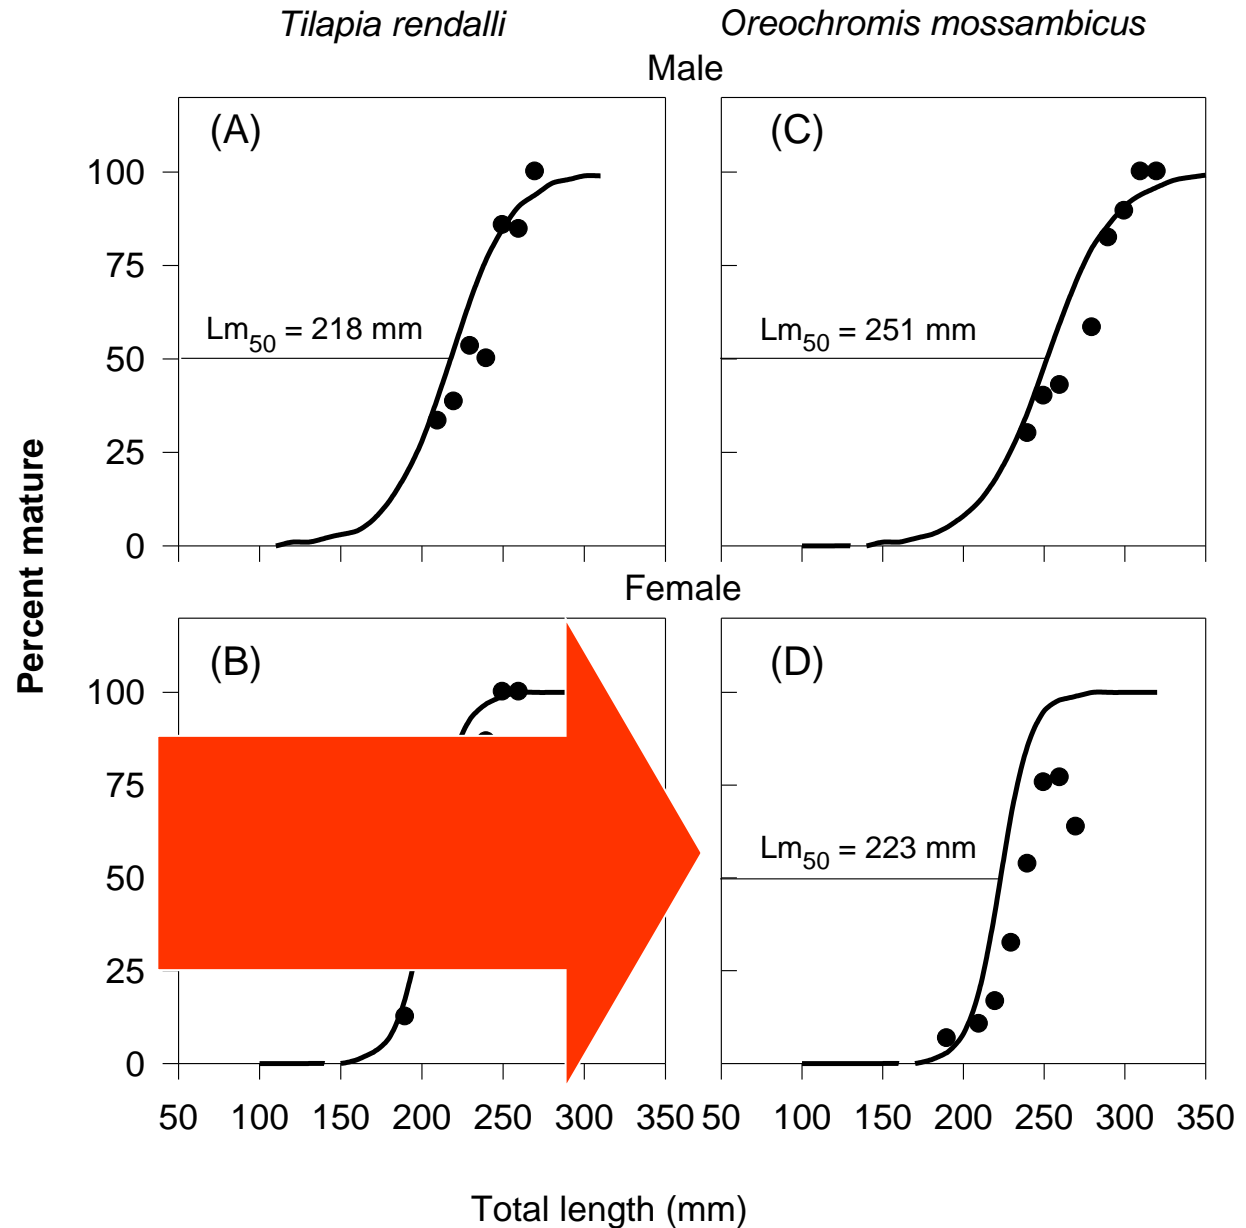 Tilapia rendalli
Oreochromis mossambicus
Male
(A)
(C)
100
75
50
25
0
Lm50 = 218 mm
Lm50 = 251 mm
Percent mature
Female
(B)
(D)
100
75
50
25
0
Lm50 = 223 mm
50 100 150 200 250 300 350
50 100 150 200 250 300 350
Total length (mm)